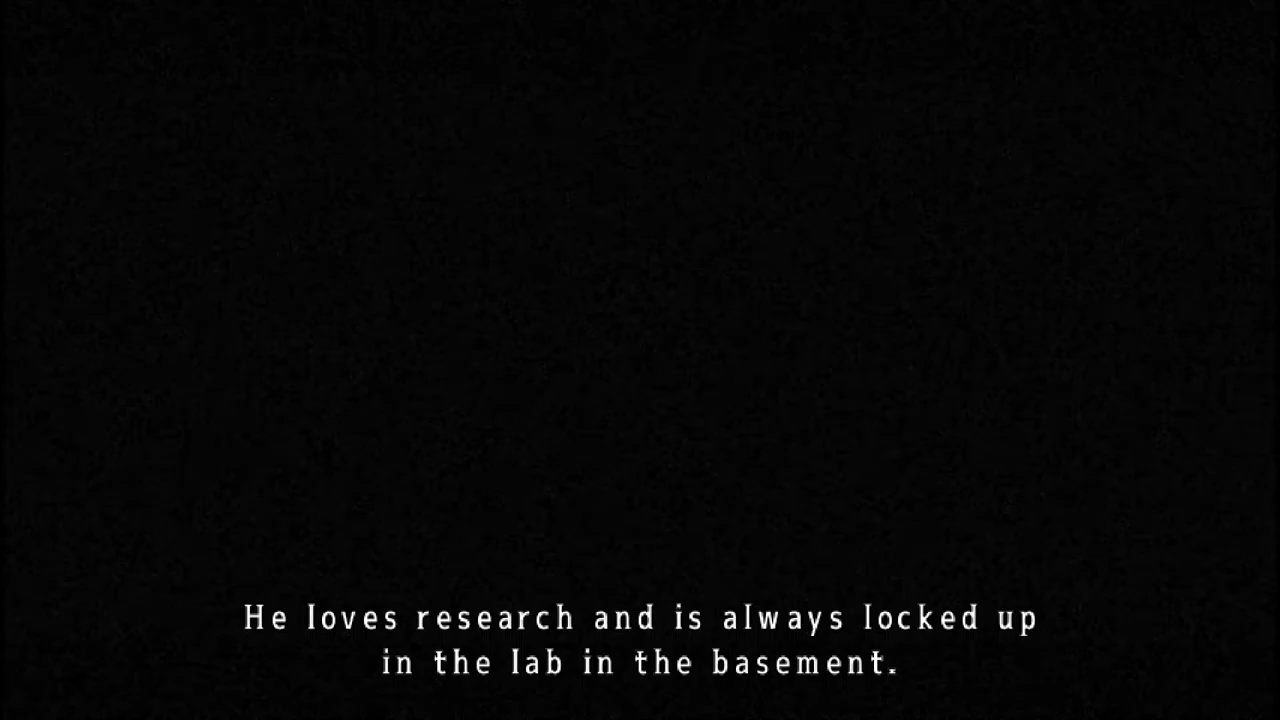 He loves research and is always locked up
in the lab in the basement.